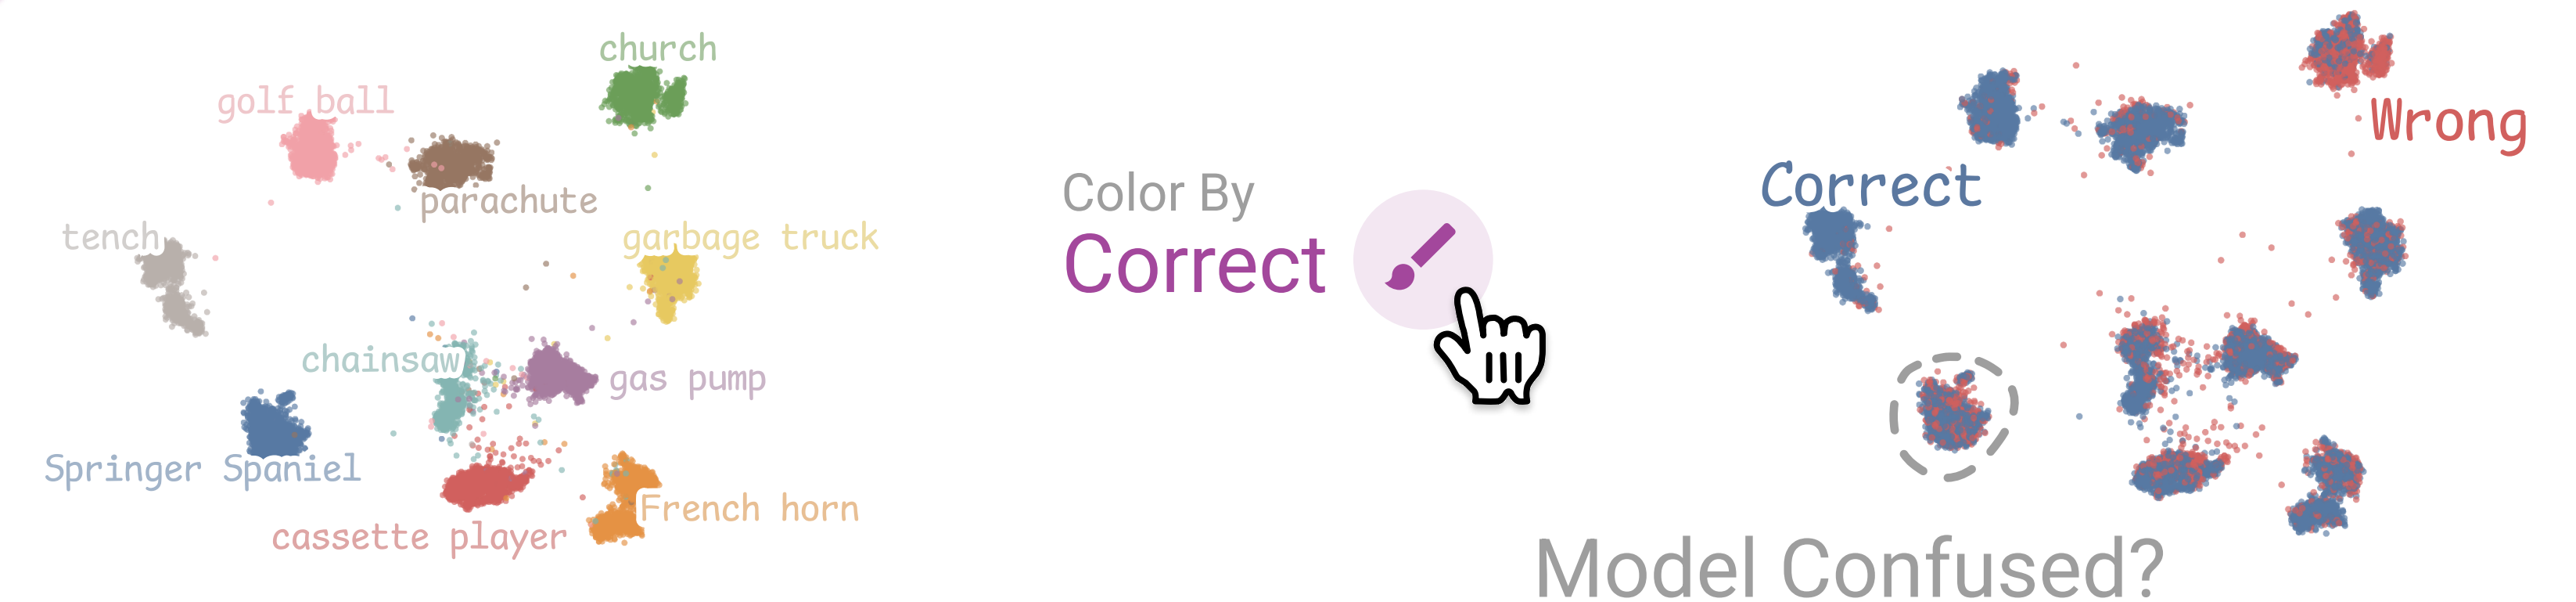 church
golf ball
parachute
tench
garbage truck
chainsaw
gas pump
Springer Spaniel
French horn
cassette player
Color By
Correct
Wrong
Correct
Model Confused?